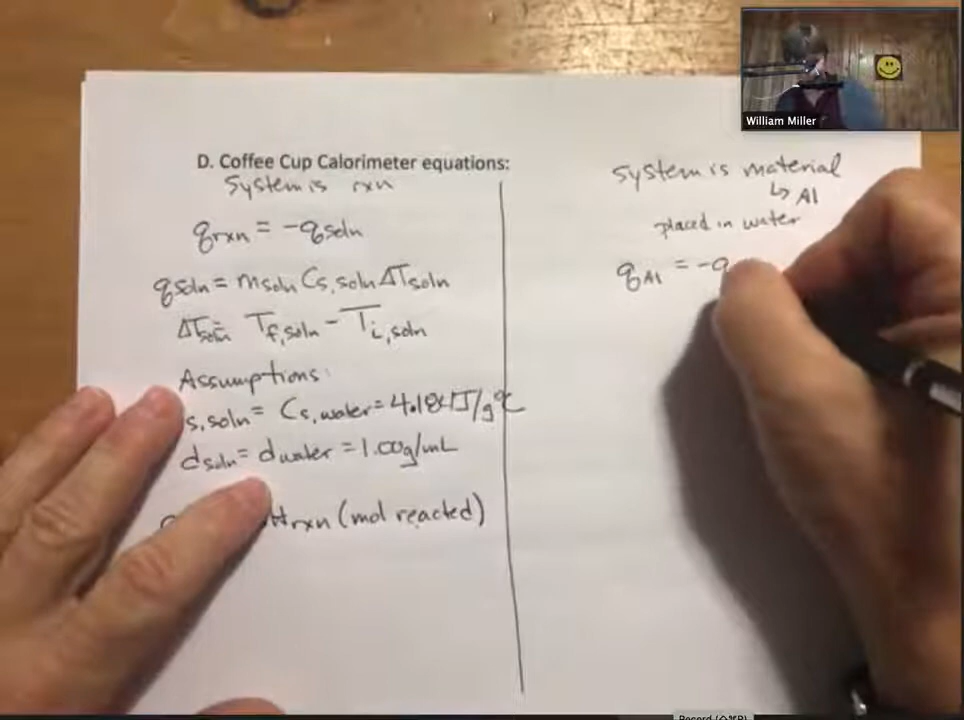 William Miller
D. Coffee Cup Calorimeter equations:
System is rxn
qrxn = -qsoln
qsoln = msoln Cs,soln ΔTsoln
ΔTsoln = Tf,soln - Ti,soln
Assumptions:
s,soln = Cs,water = 4.184J/g°C
dsoln = dwater = 1.00g/mL
Hrxn (mol reacted)
System is material
↳ Al
placed in water
qAl = -q